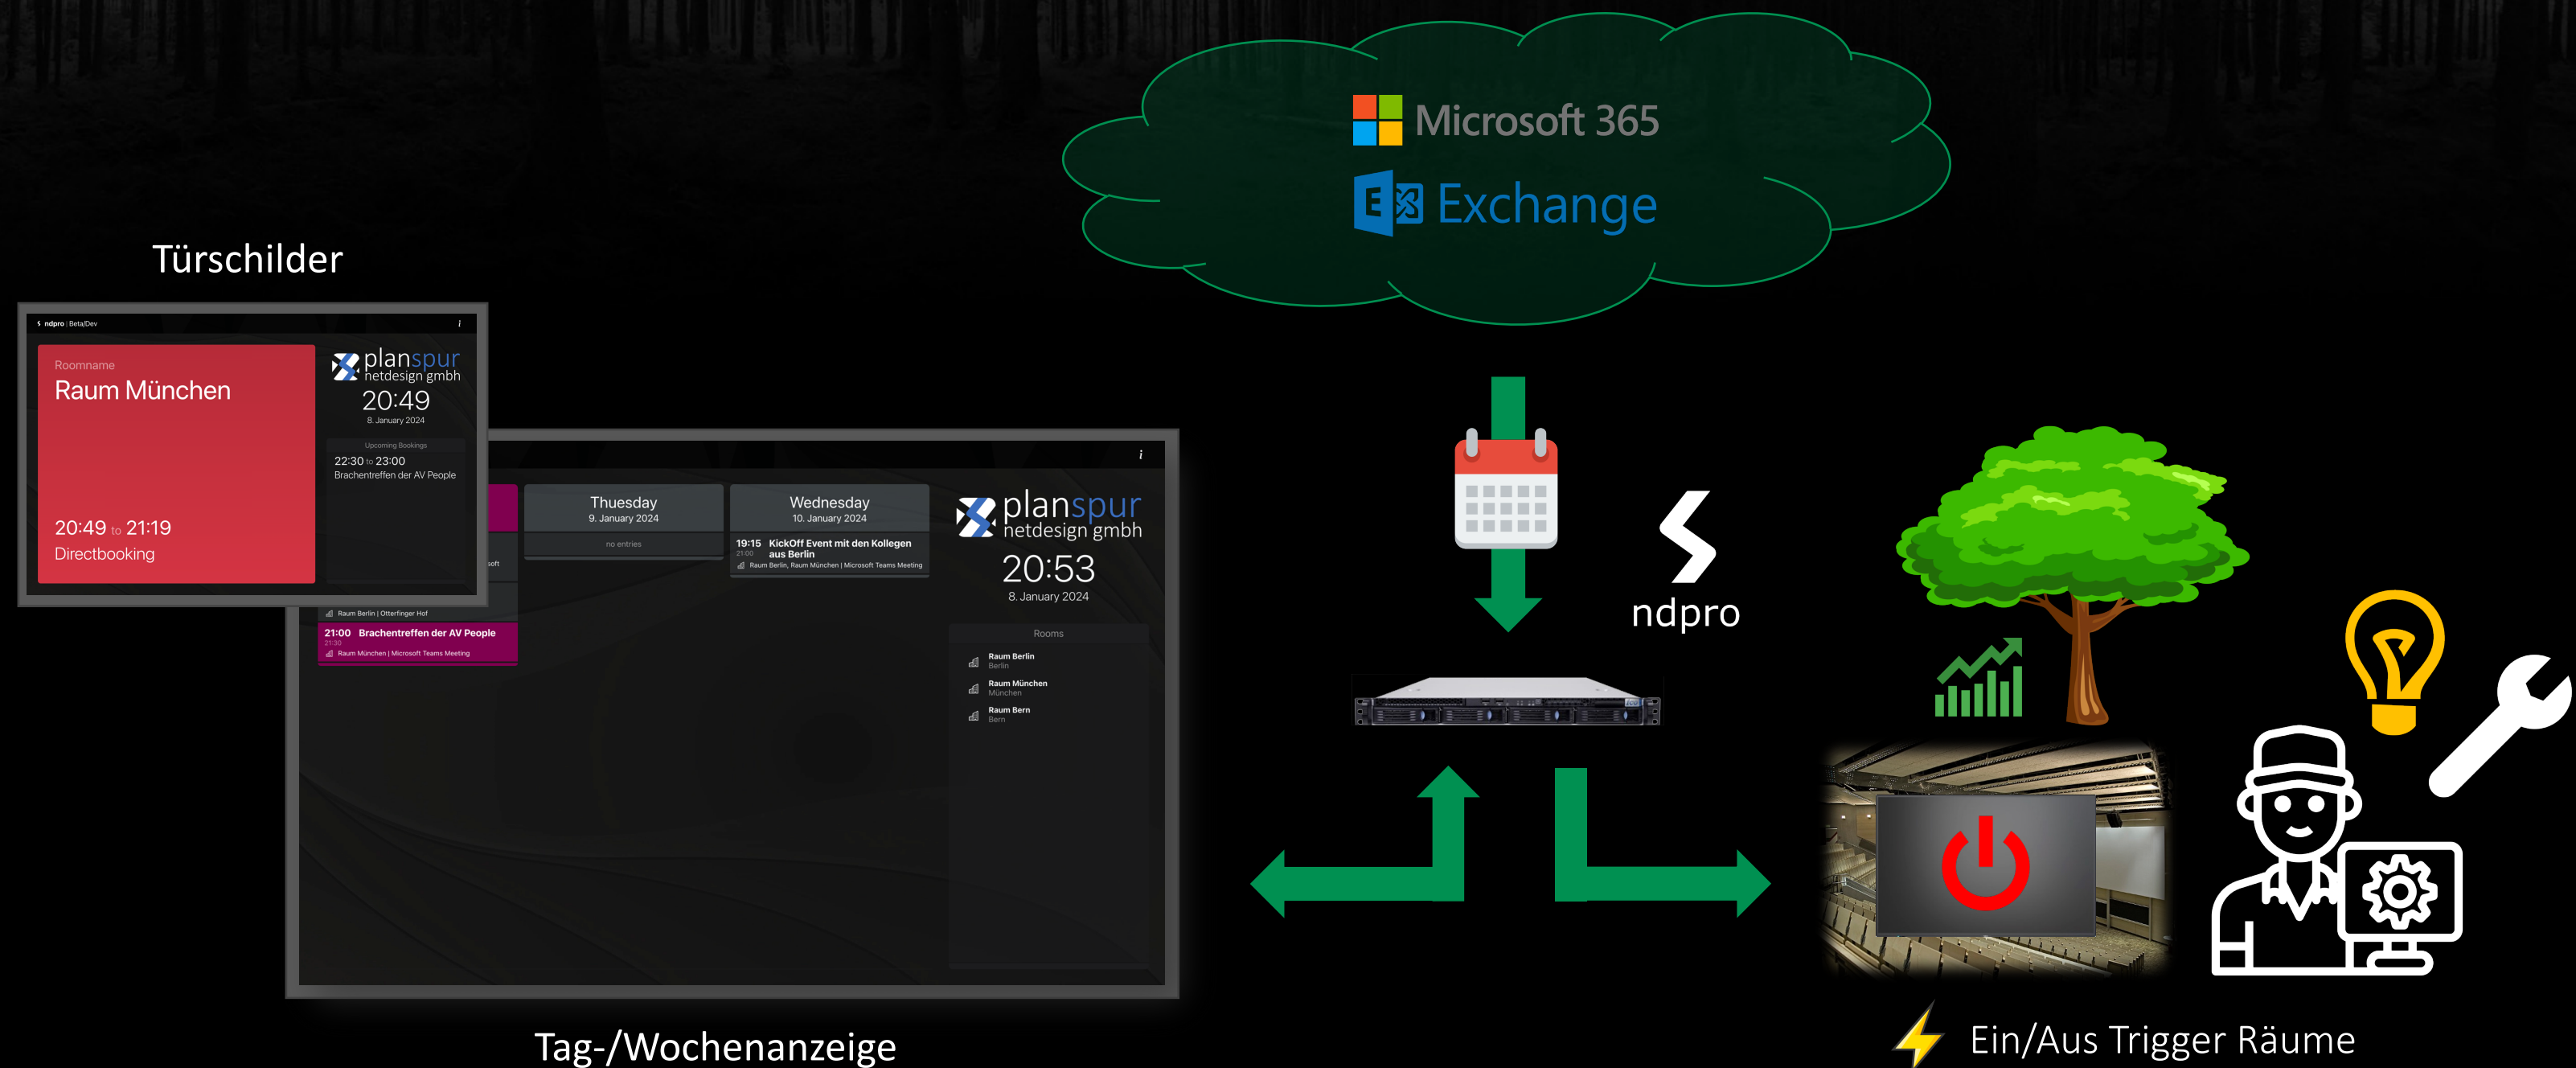 Microsoft 365
Exchange
Türschilder
ndpro | Beta/Dev
i
Roomname
Raum München
20:49 to 21:19
Directbooking
planspur
netdesign gmbh
20:49
8. January 2024
Upcoming Bookings
22:30 to 23:00
Brachentreffen der AV People
i
soft
Raum Berlin | Otterfinger Hof
21:00 Brachentreffen der AV People
21:30
Raum München | Microsoft Teams Meeting
Thuesday
9. January 2024
no entries
Wednesday
10. January 2024
19:15 KickOff Event mit den Kollegen
21:00 aus Berlin
Raum Berlin, Raum München | Microsoft Teams Meeting
planspur
netdesign gmbh
20:53
8. January 2024
Rooms
Raum Berlin
Berlin
Raum München
München
Raum Bern
Bern
Tag-/Wochenanzeige
ndpro
Ein/Aus Trigger Räume